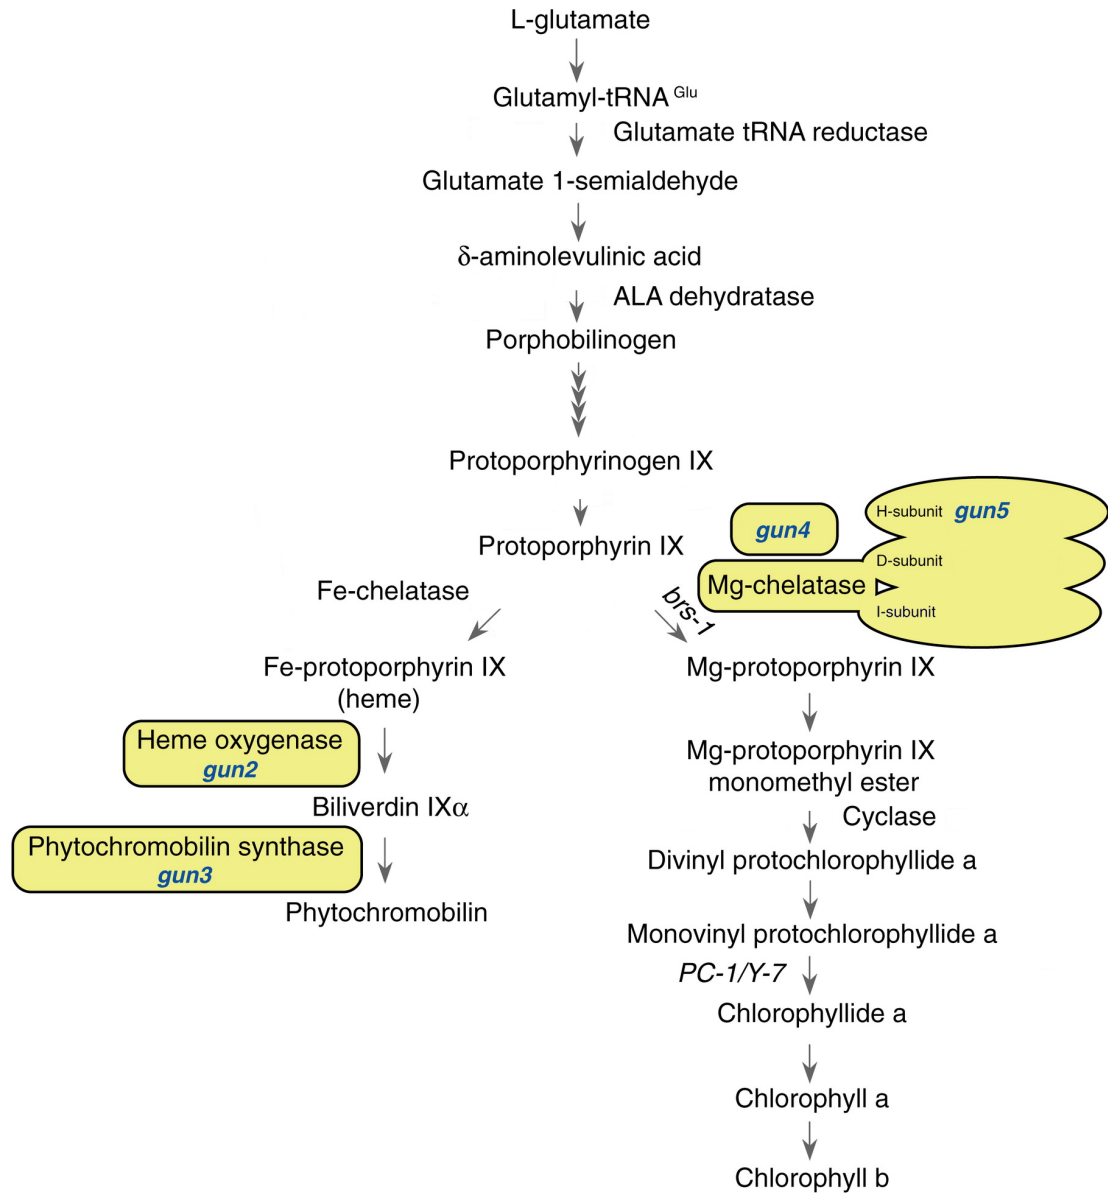 L-glutamate
Glutamyl-tRNA Glu
Glutamate tRNA reductase
Glutamate 1-semialdehyde
δ-aminolevulinic acid
ALA dehydratase
Porphobilinogen
Protoporphyrinogen IX
H-subunit gun5
gun4
Protoporphyrin IX
D-subunit
Mg-chelatase
Fe-chelatase
brs-1
I-subunit
Fe-protoporphyrin IX
(heme)
Mg-protoporphyrin IX
Heme oxygenase
gun2
Mg-protoporphyrin IX
monomethyl ester
Biliverdin IXα
Cyclase
Phytochromobilin synthase
gun3
Divinyl protochlorophyllide a
Phytochromobilin
Monovinyl protochlorophyllide a
PC-1/Y-7
Chlorophyllide a
Chlorophyll a
Chlorophyll b